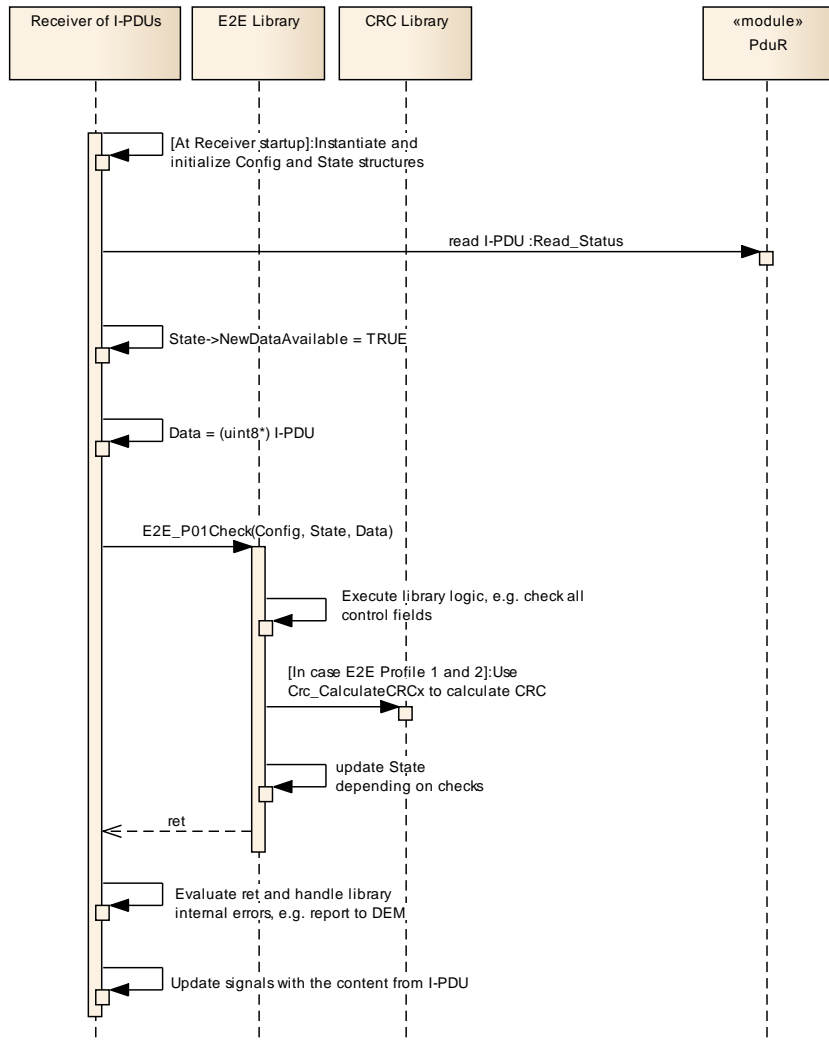 Receiver of I-PDUs
E2E Library
CRC Library
«module»
PduR
[At Receiver startup]:Instantiate and
initialize Config and State structures
read I-PDU :Read_Status
State->NewDataAvailable = TRUE
Data = (uint8*) I-PDU
E2E_P01Check(Config, State, Data)
Execute library logic, e.g. check all
control fields
[In case E2E Profile 1 and 2]:Use
Crc_CalculateCRCx to calculate CRC
update State
depending on checks
ret
Evaluate ret and handle library
internal errors, e.g. report to DEM
Update signals with the content from I-PDU